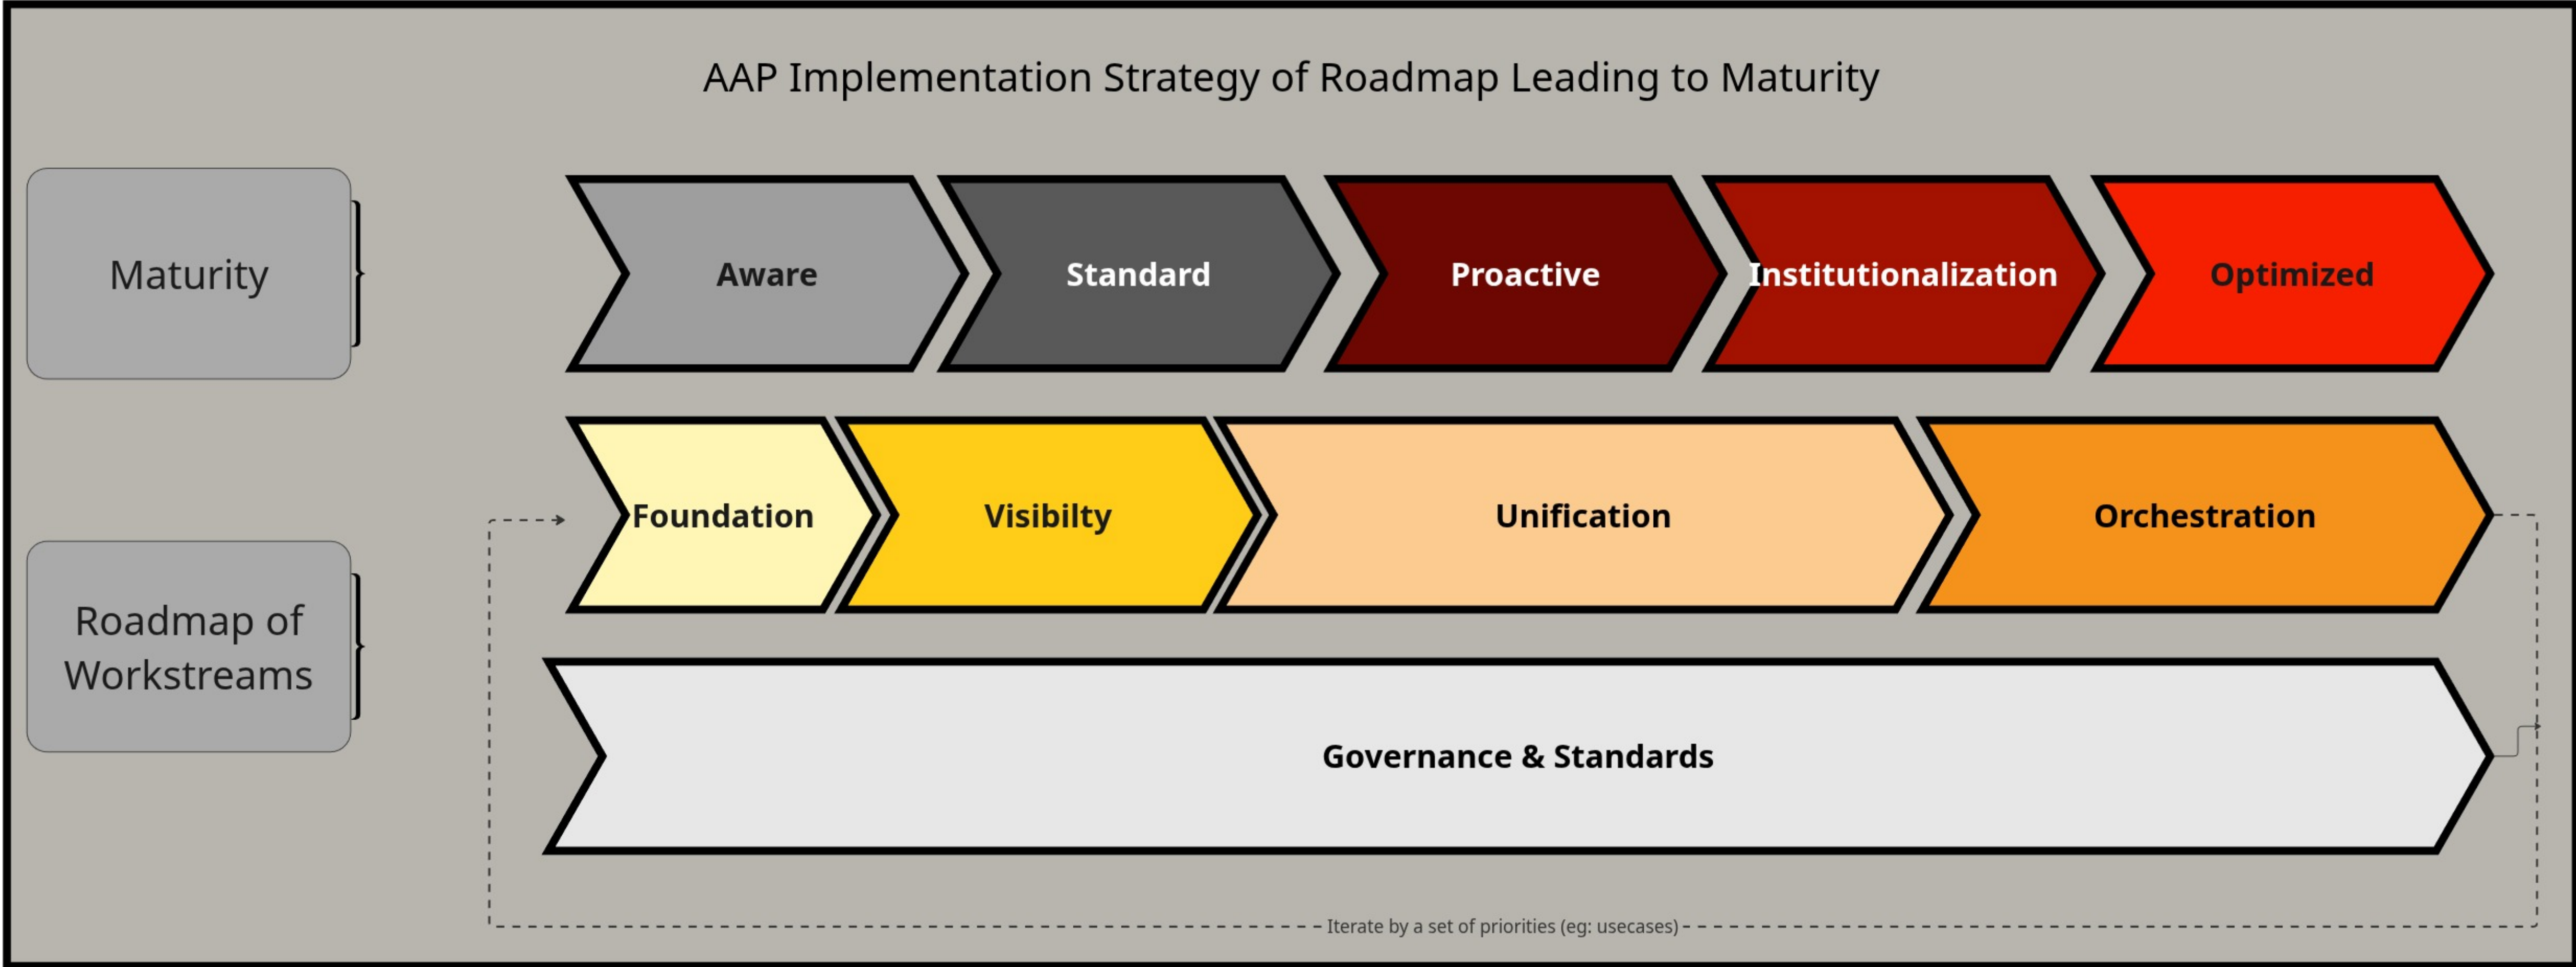 AAP Implementation Strategy of Roadmap Leading to Maturity
Maturity
Aware
Standard
Proactive
Institutionalization
Optimized
Foundation
Visibilty
Unification
Orchestration
Roadmap of
Workstreams
Governance & Standards
Iterate by a set of priorities (eg: usecases)